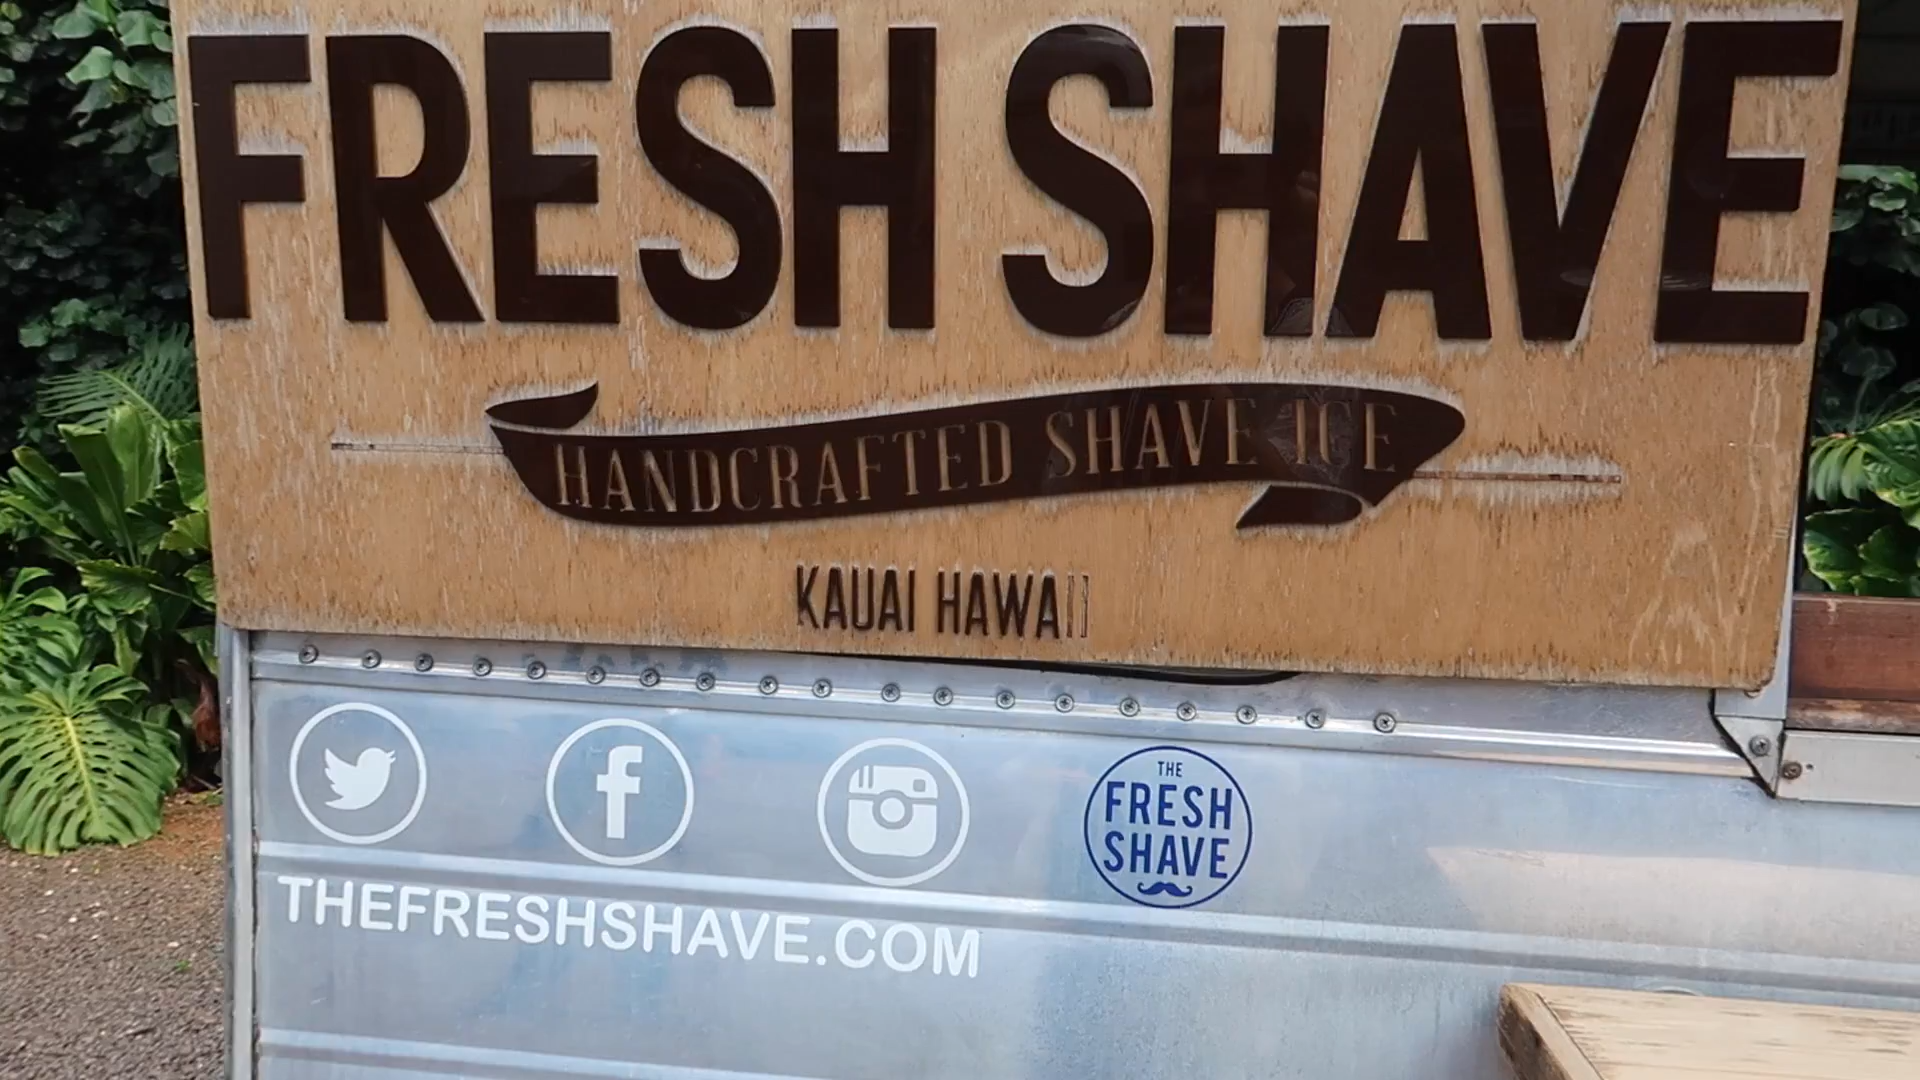 FRESH SHAVE
HANDCRAFTED SHAVE ICE
KAUAI HAWAII
THE
FRESH
SHAVE
THEFRESHSHAVE.COM